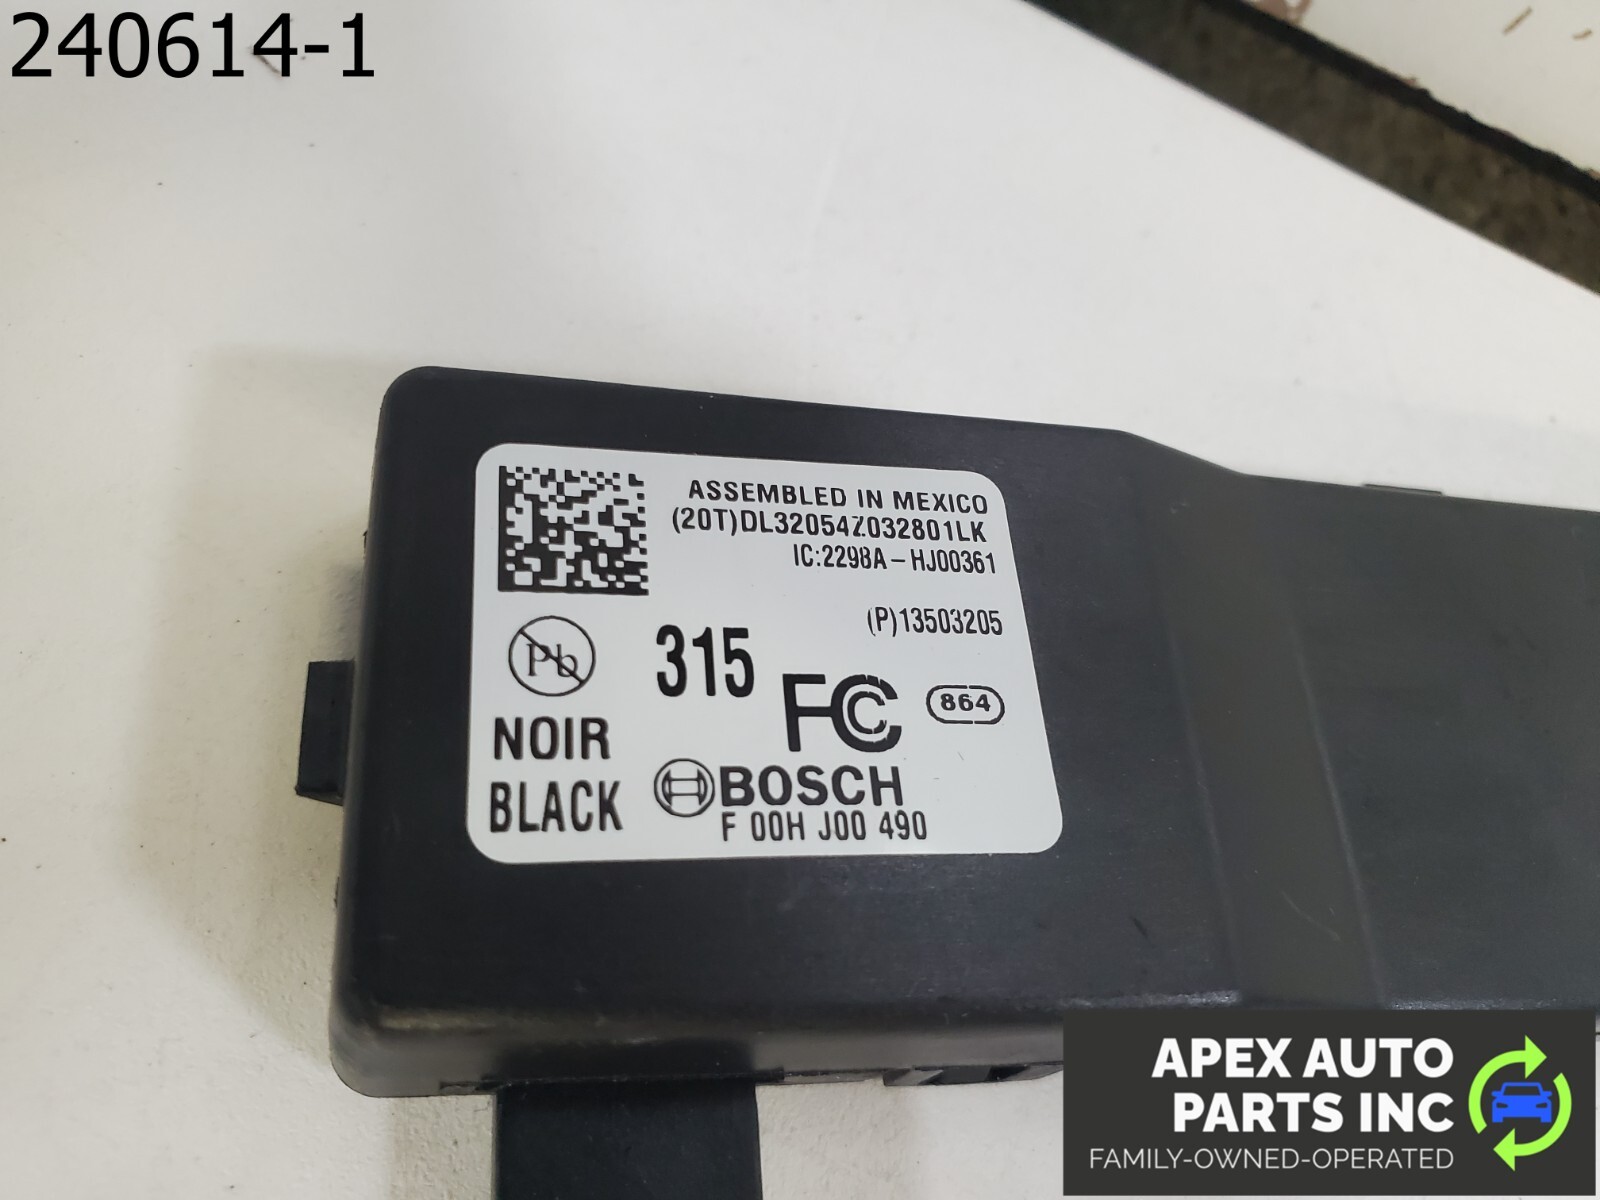 240614-1
ASSEMBLED IN MEXICO
(20T)DL32054Z032801LK
IC:2298A-HJ00361
(P)13503205
Pb
315
FC
864
NOIR
BLACK
BOSCH
F 00H J00 490
APEX AUTO
PARTS INC
FAMILY-OWNED-OPERATED